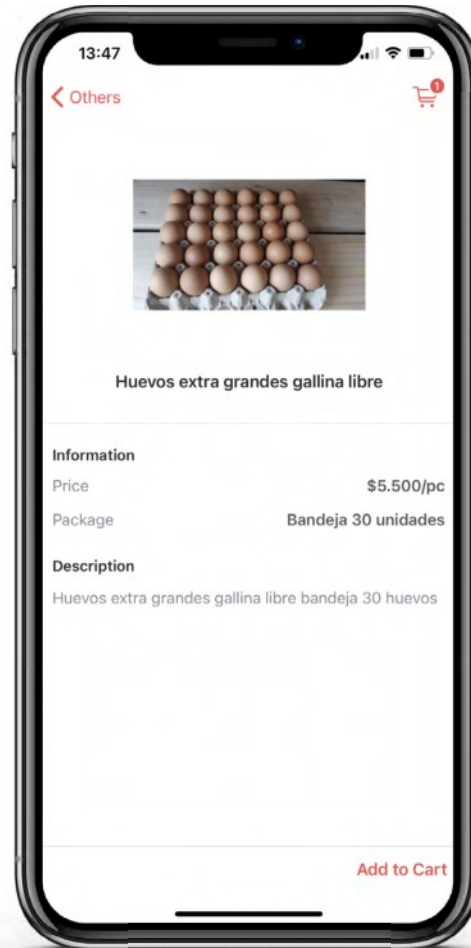 13:47
Others
1
Huevos extra grandes gallina libre
Information
Price $5.500/pc
Package Bandeja 30 unidades
Description
Huevos extra grandes gallina libre bandeja 30 huevos
Add to Cart